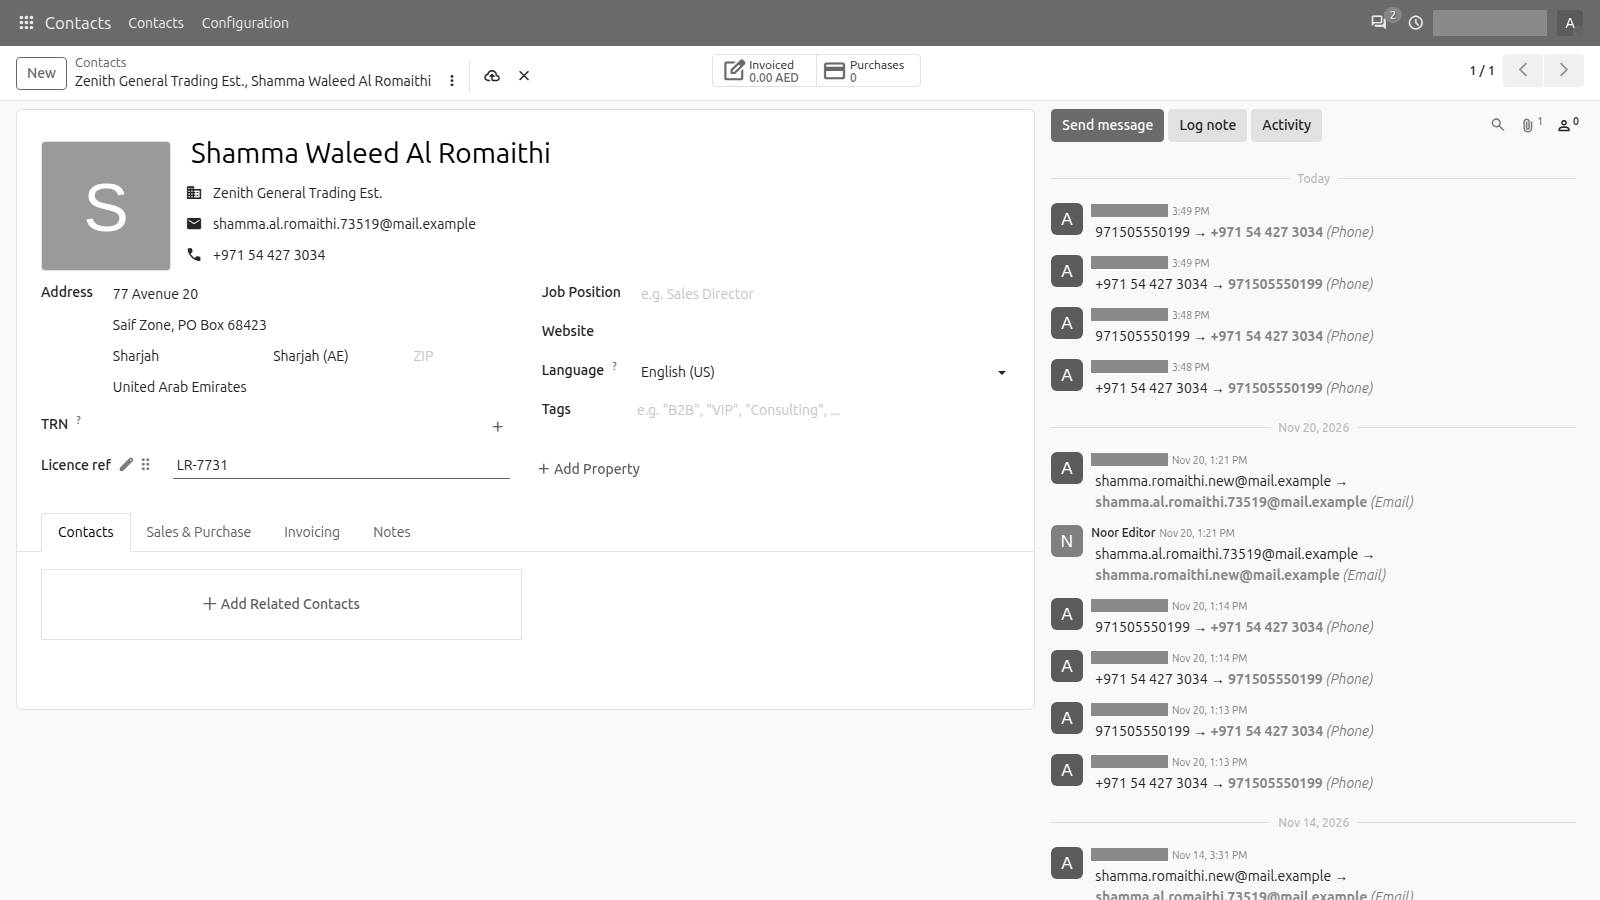 Contacts
Contacts
Configuration
2
A
New
Contacts
Zenith General Trading Est., Shamma Waleed Al Romaithi
Invoiced
0.00 AED
Purchases
0
1 / 1
S
Shamma Waleed Al Romaithi
Zenith General Trading Est.
shamma.al.romaithi.73519@mail.example
+971 54 427 3034
Address
77 Avenue 20
Saif Zone, PO Box 68423
Sharjah
Sharjah (AE)
ZIP
United Arab Emirates
TRN ?
+
Licence ref
LR-7731
Job Position
e.g. Sales Director
Website
Language ?
English (US)
Tags
e.g. "B2B", "VIP", "Consulting", ...
+ Add Property
Contacts
Sales & Purchase
Invoicing
Notes
+ Add Related Contacts
Send message
Log note
Activity
1
0
Today
A
3:49 PM
971505550199 → +971 54 427 3034 (Phone)
A
3:49 PM
+971 54 427 3034 → 971505550199 (Phone)
A
3:48 PM
971505550199 → +971 54 427 3034 (Phone)
A
3:48 PM
+971 54 427 3034 → 971505550199 (Phone)
Nov 20, 2026
A
Nov 20, 1:21 PM
shamma.romaithi.new@mail.example →
shamma.al.romaithi.73519@mail.example (Email)
N
Noor Editor Nov 20, 1:21 PM
shamma.al.romaithi.73519@mail.example →
shamma.romaithi.new@mail.example (Email)
A
Nov 20, 1:14 PM
971505550199 → +971 54 427 3034 (Phone)
A
Nov 20, 1:14 PM
+971 54 427 3034 → 971505550199 (Phone)
A
Nov 20, 1:13 PM
971505550199 → +971 54 427 3034 (Phone)
A
Nov 20, 1:13 PM
+971 54 427 3034 → 971505550199 (Phone)
Nov 14, 2026
A
Nov 14, 3:31 PM
shamma.romaithi.new@mail.example →
shamma.al.romaithi.73519@mail.example (Email)